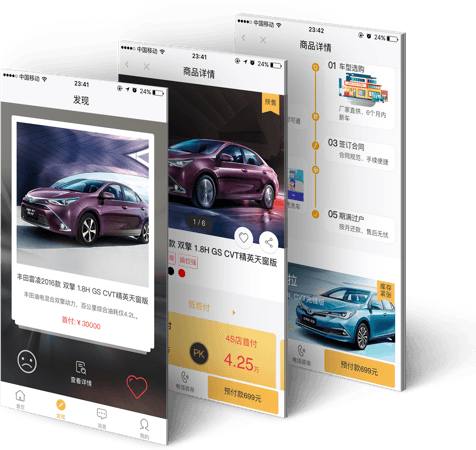 中国移动
23:41
24%
发现
丰田雷凌2016款 双擎 1.8H GS CVT精英天窗版
丰田油电混合双擎动力，百公里综合油耗仅4.2L。
首付: ¥ 30000
查看详情
首页
发现
消息
我的
中国移动
23:41
24%
商品详情
预售
1 / 6
款 双擎 1.8H GS CVT精英天窗版
低首付
PK
4S店首付
4.25万
电话咨询
预付款699元
中国移动
23:42
24%
商品详情
01 车型选购
厂家直供、6个月内
新车
03 签订合同
合同规范、手续便捷
05 期满过户
按月还款、售后无忧
库存
紧张
电话咨询
预付款699元